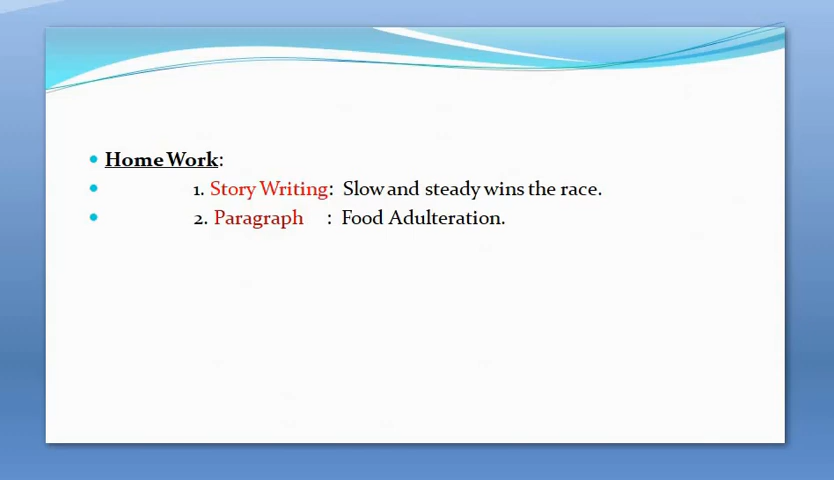 Home Work:
1. Story Writing: Slow and steady wins the race.
2. Paragraph : Food Adulteration.